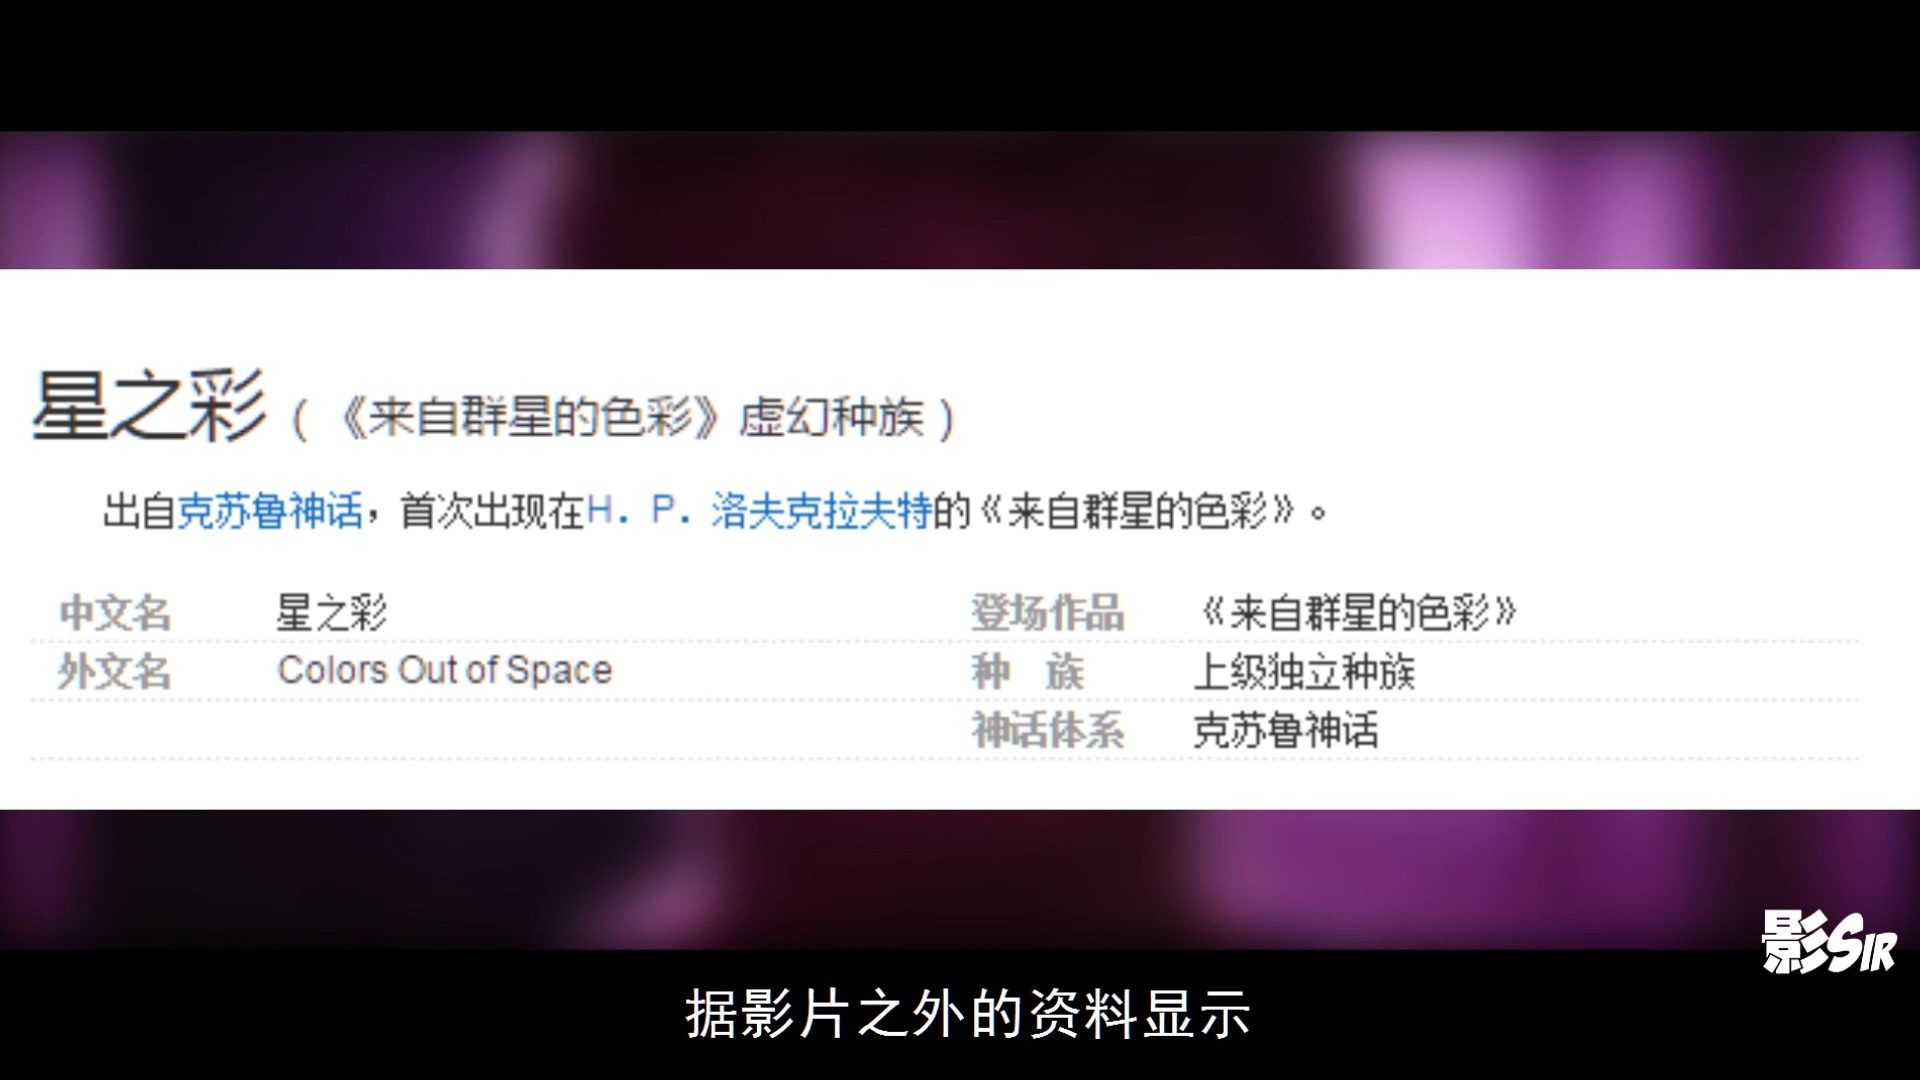 星之彩（《来自群星的色彩》虚幻种族）
出自克苏鲁神话，首次出现在H．P．洛夫克拉夫特的《来自群星的色彩》。
中文名 星之彩 登场作品 《来自群星的色彩》
外文名 Colors Out of Space 种 族 上级独立种族
神话体系 克苏鲁神话
影SIR
据影片之外的资料显示